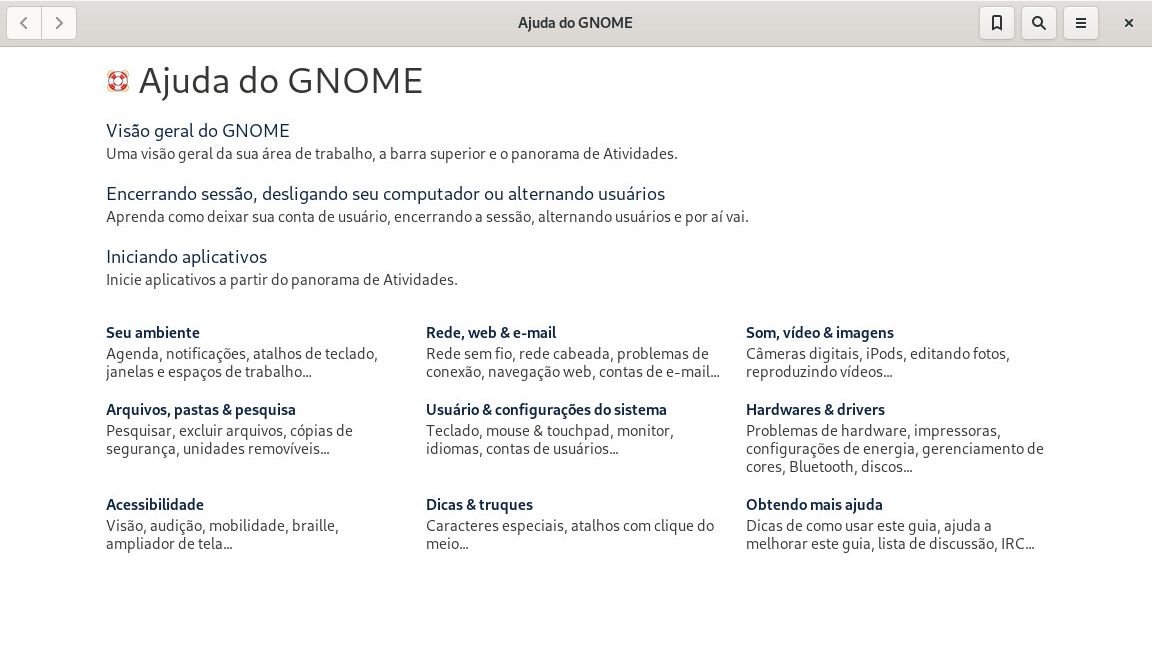 Ajuda do GNOME
Ajuda do GNOME
Visão geral do GNOME
Uma visão geral da sua área de trabalho, a barra superior e o panorama de Atividades.
Encerrando sessão, desligando seu computador ou alternando usuários
Aprenda como deixar sua conta de usuário, encerrando a sessão, alternando usuários e por aí vai.
Iniciando aplicativos
Inicie aplicativos a partir do panorama de Atividades.
Seu ambiente
Agenda, notificações, atalhos de teclado,
janelas e espaços de trabalho…
Rede, web & e-mail
Rede sem fio, rede cabeada, problemas de
conexão, navegação web, contas de e-mail…
Som, vídeo & imagens
Câmeras digitais, iPods, editando fotos,
reproduzindo vídeos…
Arquivos, pastas & pesquisa
Pesquisar, excluir arquivos, cópias de
segurança, unidades removíveis…
Usuário & configurações do sistema
Teclado, mouse & touchpad, monitor,
idiomas, contas de usuários…
Hardwares & drivers
Problemas de hardware, impressoras,
configurações de energia, gerenciamento de
cores, Bluetooth, discos…
Acessibilidade
Visão, audição, mobilidade, braille,
ampliador de tela…
Dicas & truques
Caracteres especiais, atalhos com clique do
meio…
Obtendo mais ajuda
Dicas de como usar este guia, ajuda a
melhorar este guia, lista de discussão, IRC…